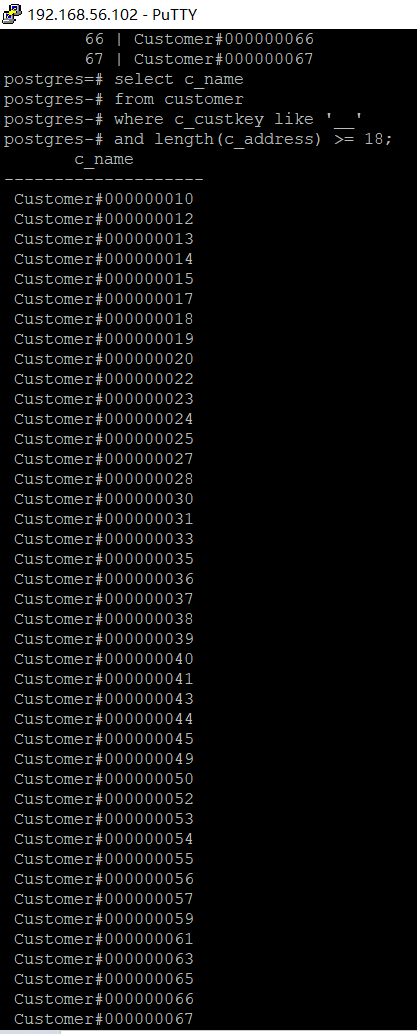 192.168.56.102 - PuTTY
66 | Customer#000000066
67 | Customer#000000067
postgres=# select c_name
postgres-# from customer
postgres-# where c_custkey like '__'
postgres-# and length(c_address) >= 18;
c_name
--------------------
Customer#000000010
Customer#000000012
Customer#000000013
Customer#000000014
Customer#000000015
Customer#000000017
Customer#000000018
Customer#000000019
Customer#000000020
Customer#000000022
Customer#000000023
Customer#000000024
Customer#000000025
Customer#000000027
Customer#000000028
Customer#000000030
Customer#000000031
Customer#000000033
Customer#000000035
Customer#000000036
Customer#000000037
Customer#000000038
Customer#000000039
Customer#000000040
Customer#000000041
Customer#000000043
Customer#000000044
Customer#000000045
Customer#000000049
Customer#000000050
Customer#000000052
Customer#000000053
Customer#000000054
Customer#000000055
Customer#000000056
Customer#000000057
Customer#000000059
Customer#000000061
Customer#000000063
Customer#000000065
Customer#000000066
Customer#000000067